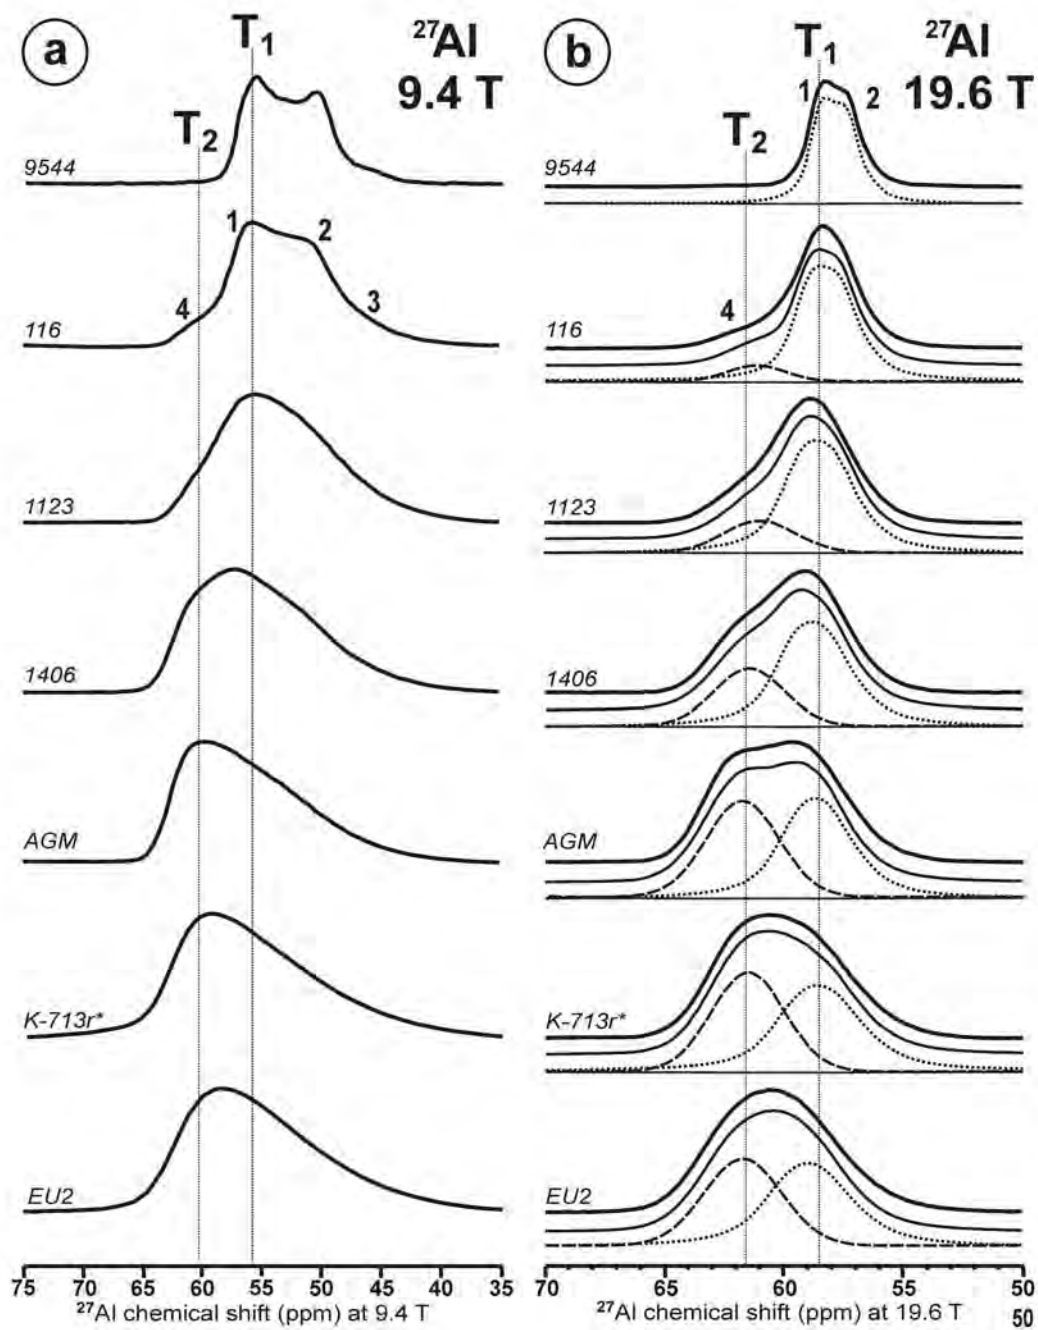 a
T1
27Al
9.4 T
T2
9544
1
2
4
3
116
1123
1406
AGM
K-713r*
EU2
75 70 65 60 55 50 45 40 35
27Al chemical shift (ppm) at 9.4 T
b
T1
27Al
19.6 T
1
2
T2
9544
4
116
1123
1406
AGM
K-713r*
EU2
70 65 60 55 50
27Al chemical shift (ppm) at 19.6 T
50